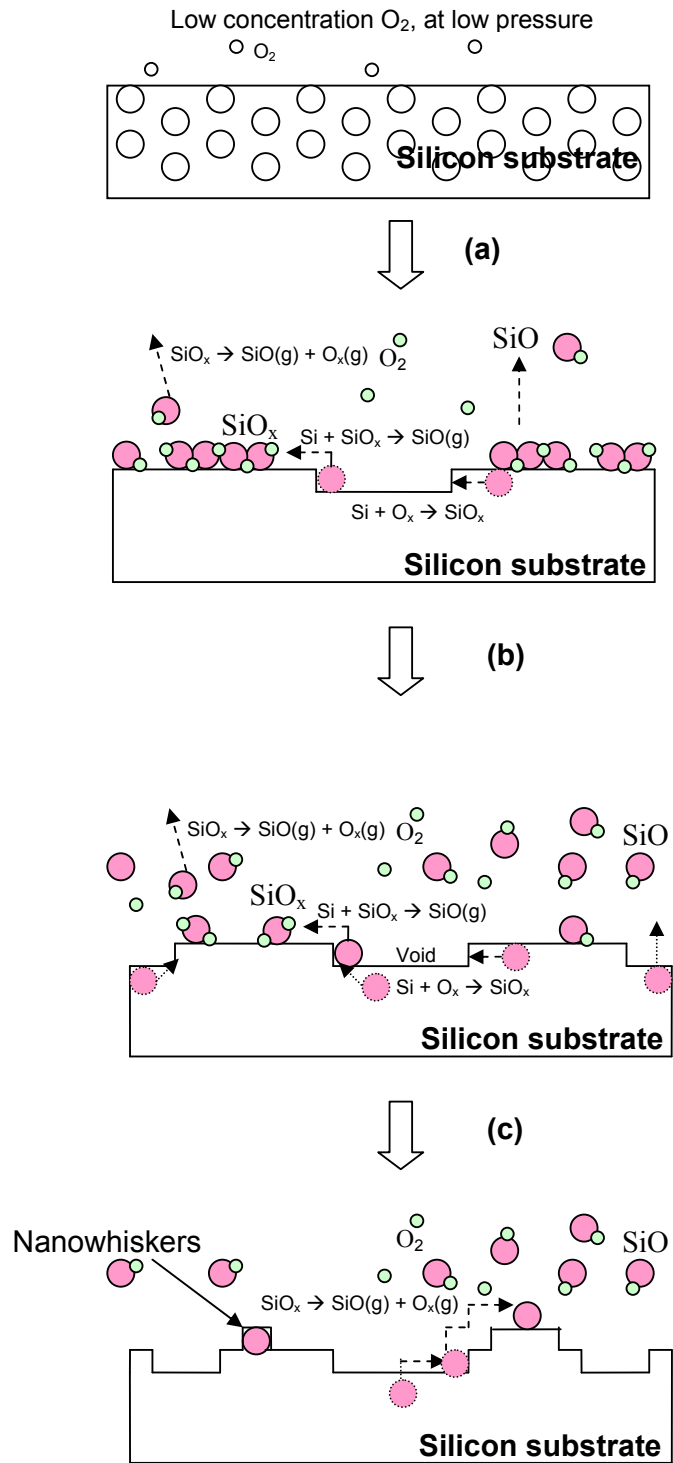 Low concentration O₂, at low pressure
O₂
Silicon substrate
(a)
SiOₓ → SiO(g) + Oₓ(g)
O₂
SiO
SiOₓ
Si + SiOₓ → SiO(g)
Si + Oₓ → SiOₓ
Silicon substrate
(b)
SiOₓ → SiO(g) + Oₓ(g)
O₂
SiO
SiOₓ
Si + SiOₓ → SiO(g)
Void
Si + Oₓ → SiOₓ
Silicon substrate
(c)
Nanowhiskers
O₂
SiO
SiOₓ → SiO(g) + Oₓ(g)
Silicon substrate